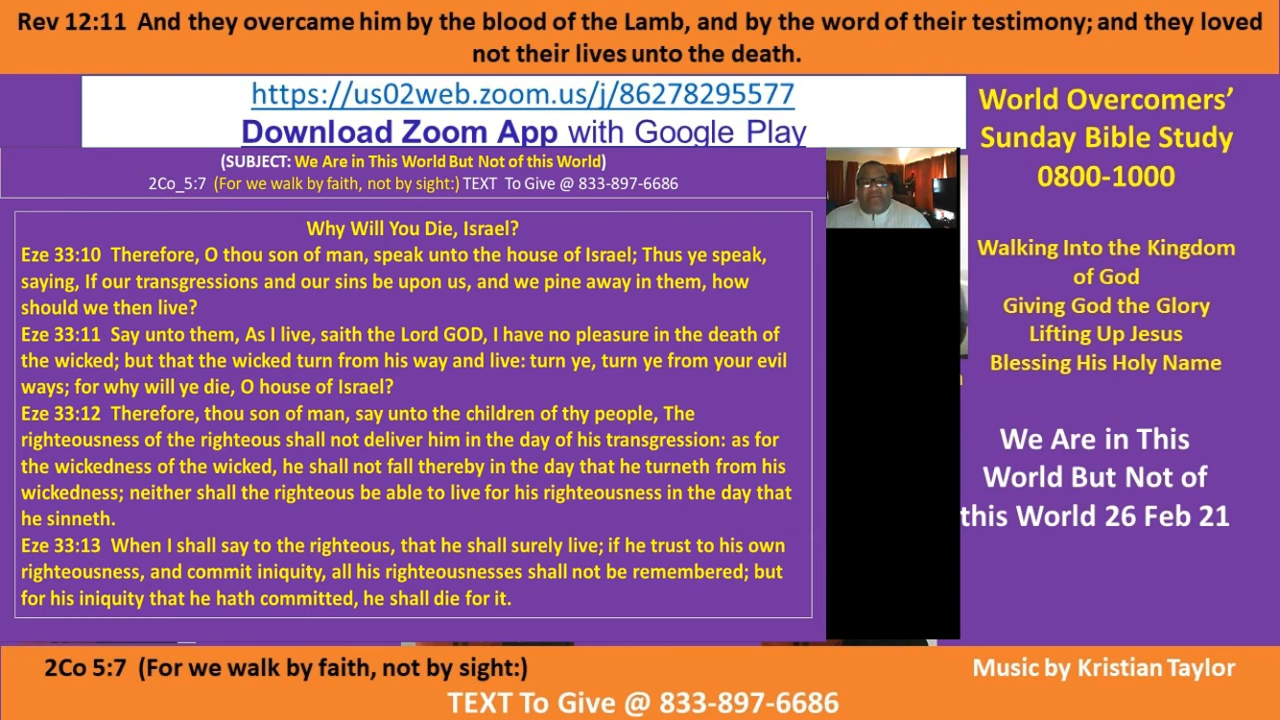 Rev 12:11 And they overcame him by the blood of the Lamb, and by the word of their testimony; and they loved
not their lives unto the death.
https://us02web.zoom.us/j/86278295577
Download Zoom App with Google Play
(SUBJECT: We Are in This World But Not of this World)
2Co_5:7 (For we walk by faith, not by sight:) TEXT To Give @ 833-897-6686
Why Will You Die, Israel?
Eze 33:10 Therefore, O thou son of man, speak unto the house of Israel; Thus ye speak,
saying, If our transgressions and our sins be upon us, and we pine away in them, how
should we then live?
Eze 33:11 Say unto them, As I live, saith the Lord GOD, I have no pleasure in the death of
the wicked; but that the wicked turn from his way and live: turn ye, turn ye from your evil
ways; for why will ye die, O house of Israel?
Eze 33:12 Therefore, thou son of man, say unto the children of thy people, The
righteousness of the righteous shall not deliver him in the day of his transgression: as for
the wickedness of the wicked, he shall not fall thereby in the day that he turneth from his
wickedness; neither shall the righteous be able to live for his righteousness in the day that
he sinneth.
Eze 33:13 When I shall say to the righteous, that he shall surely live; if he trust to his own
righteousness, and commit iniquity, all his righteousnesses shall not be remembered; but
for his iniquity that he hath committed, he shall die for it.
World Overcomers'
Sunday Bible Study
0800-1000
Walking Into the Kingdom
of God
Giving God the Glory
Lifting Up Jesus
Blessing His Holy Name
We Are in This
World But Not of
this World 26 Feb 21
2Co 5:7 (For we walk by faith, not by sight:)
Music by Kristian Taylor
TEXT To Give @ 833-897-6686